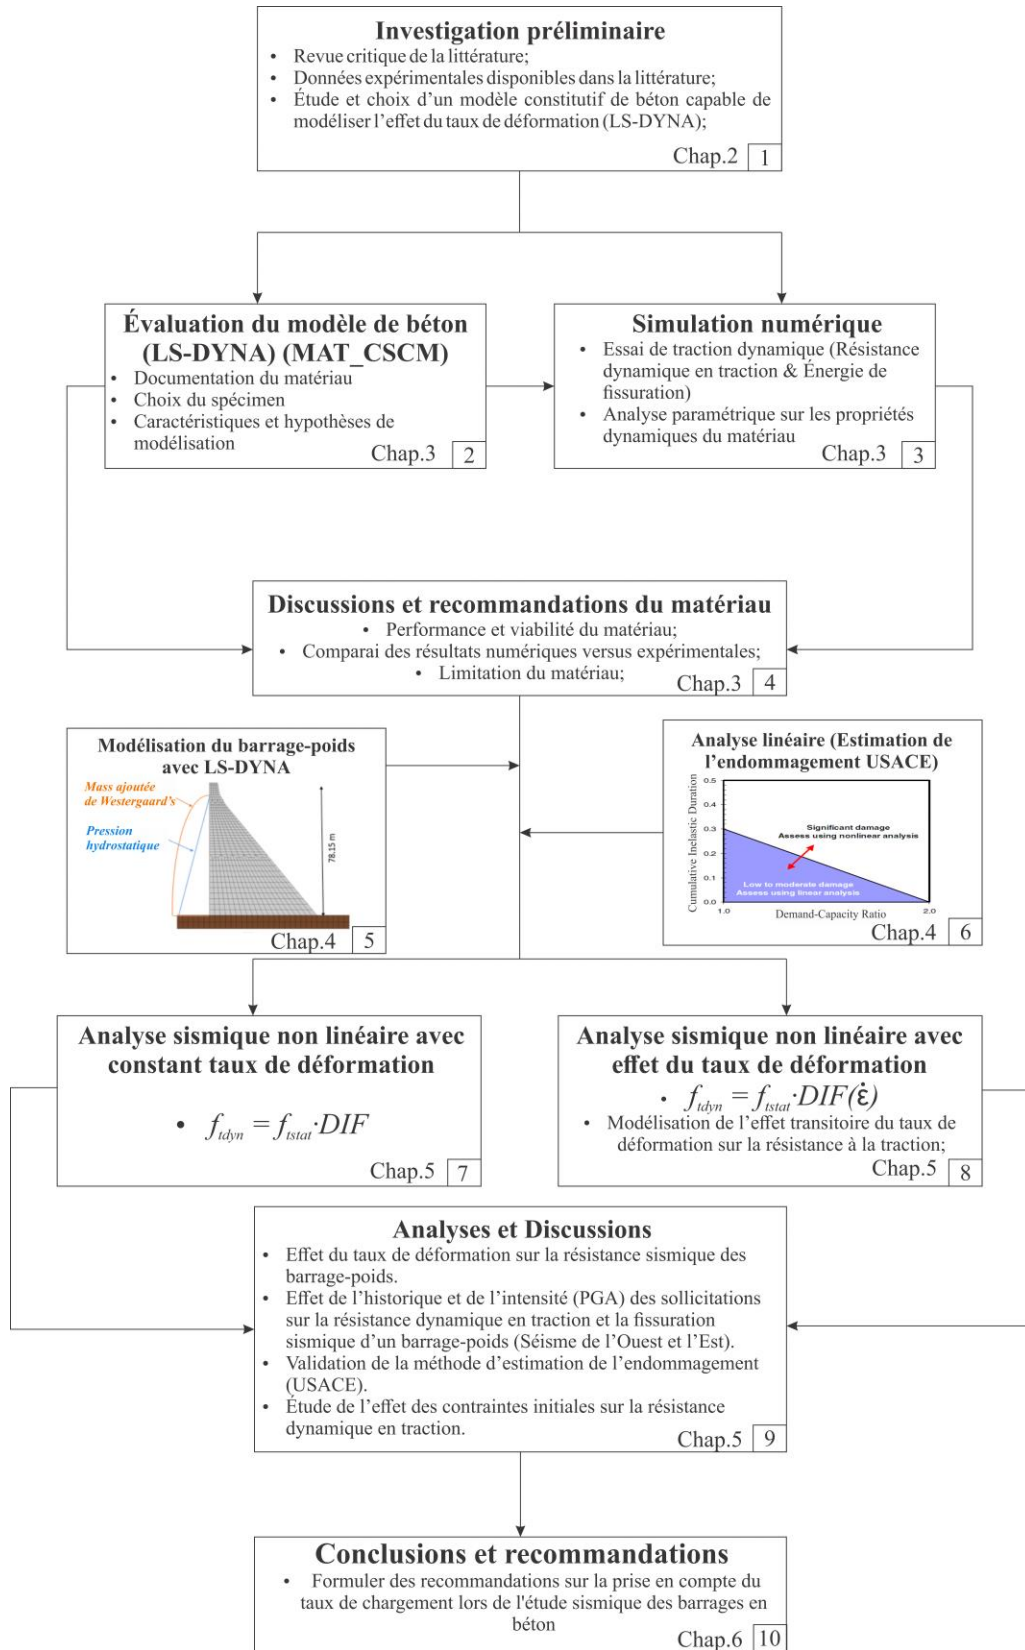 Investigation préliminaire
• Revue critique de la littérature;
• Données expérimentales disponibles dans la littérature;
• Étude et choix d'un modèle constitutif de béton capable de
modéliser l'effet du taux de déformation (LS-DYNA);
Chap.2 1
Évaluation du modèle de béton
(LS-DYNA) (MAT_CSCM)
• Documentation du matériau
• Choix du spécimen
• Caractéristiques et hypothèses de
modélisation
Chap.3 2
Simulation numérique
• Essai de traction dynamique (Résistance
dynamique en traction & Énergie de
fissuration)
• Analyse paramétrique sur les propriétés
dynamiques du matériau
Chap.3 3
Discussions et recommandations du matériau
• Performance et viabilité du matériau;
• Comparai des résultats numériques versus expérimentales;
• Limitation du matériau;
Chap.3 4
Modélisation du barrage-poids
avec LS-DYNA
Mass ajoutée
de Westergaard's
Pression
hydrostatique
78.15 m
Chap.4 5
Analyse linéaire (Estimation de
l'endommagement USACE)
Cumulative Inelastic Duration
0.5
0.4
0.3
0.2
0.1
0.0
Significant damage
Assess using nonlinear analysis
Low to moderate damage
Assess using linear analysis
1.0 2.0
Demand-Capacity Ratio
Chap.4 6
Analyse sismique non linéaire avec
constant taux de déformation
• f_tdyn = f_tstat·DIF
Chap.5 7
Analyse sismique non linéaire avec
effet du taux de déformation
• f_tdyn = f_tstat·DIF(ε̇)
• Modélisation de l'effet transitoire du taux de
déformation sur la résistance à la traction;
Chap.5 8
Analyses et Discussions
• Effet du taux de déformation sur la résistance sismique des
barrage-poids.
• Effet de l'historique et de l'intensité (PGA) des sollicitations
sur la résistance dynamique en traction et la fissuration
sismique d'un barrage-poids (Séisme de l'Ouest et l'Est).
• Validation de la méthode d'estimation de l'endommagement
(USACE).
• Étude de l'effet des contraintes initiales sur la résistance
dynamique en traction.
Chap.5 9
Conclusions et recommandations
• Formuler des recommandations sur la prise en compte du
taux de chargement lors de l'étude sismique des barrages en
béton
Chap.6 10